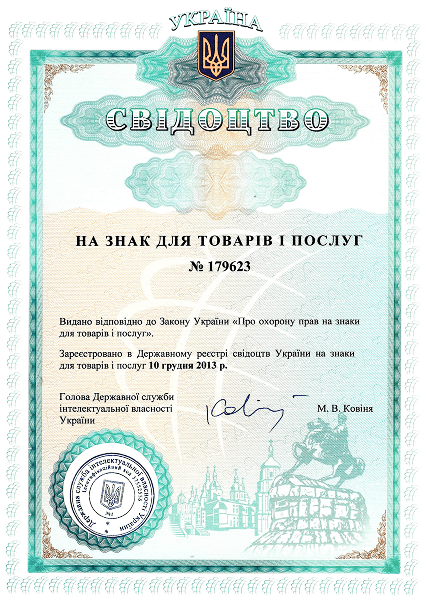 УКРАЇНА
СВІДОЦТВО
НА ЗНАК ДЛЯ ТОВАРІВ І ПОСЛУГ
№ 179623
Видано відповідно до Закону України «Про охорону прав на знаки
для товарів і послуг».
Зареєстровано в Державному реєстрі свідоцтв України на знаки
для товарів і послуг 10 грудня 2013 р.
Голова Державної служби
інтелектуальної власності
України
М. В. Ковіня
Державна служба інтелектуальної власності України
Ідентифікаційний код